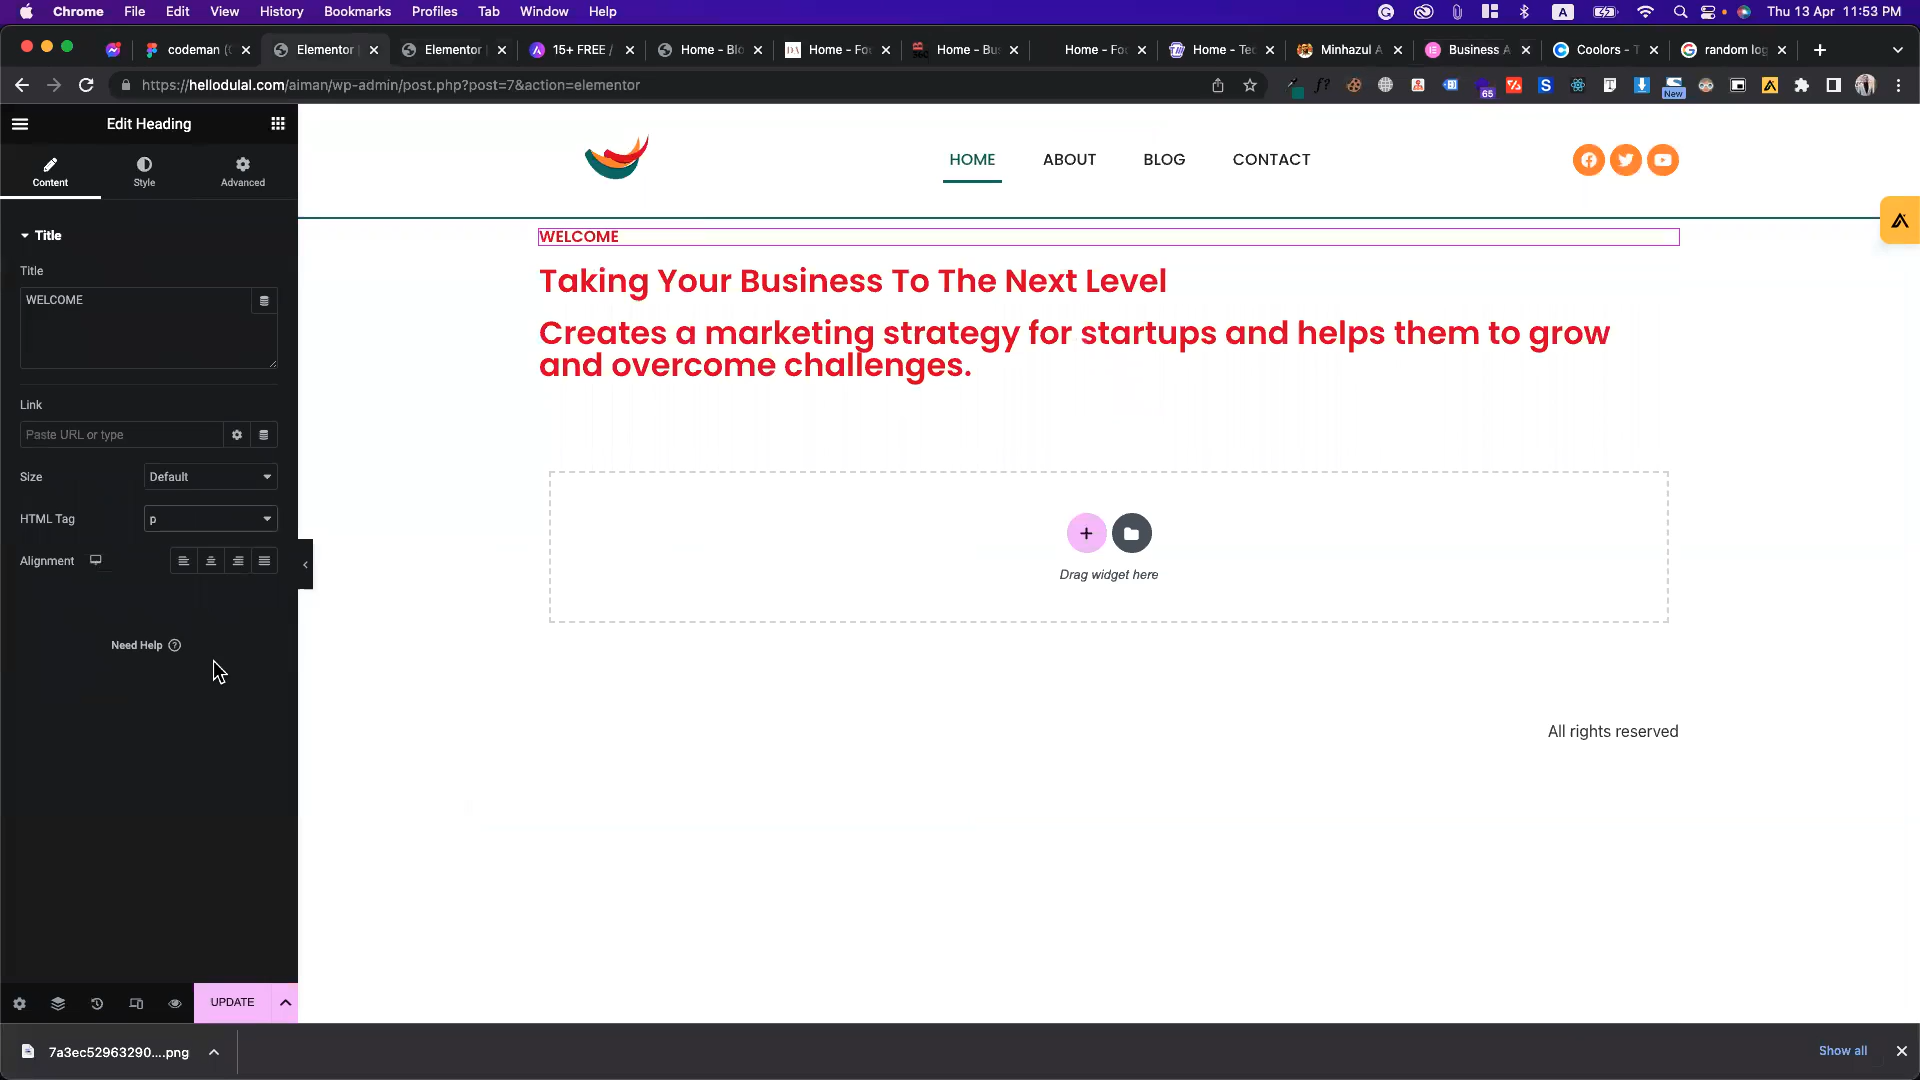 Chrome File Edit View History Bookmarks Profiles Tab Window Help
A
Thu 13 Apr 11:53 PM
codeman (
Elementor
Elementor
15+ FREE /
Home - Blo
DA
Home - Fo
Home - Bus
Home - Fo
Home - Tec
Minhazul A
Business A
Coolors - T
random log
https://hellodulal.com/aiman/wp-admin/post.php?post=7&action=elementor
f?
65
S
New
Edit Heading
Content
Style
Advanced
Title
Title
WELCOME
Link
Paste URL or type
Size
Default
HTML Tag
p
Alignment
Need Help
UPDATE
HOME
ABOUT
BLOG
CONTACT
WELCOME
Taking Your Business To The Next Level
Creates a marketing strategy for startups and helps them to grow
and overcome challenges.
Drag widget here
All rights reserved
7a3ec52963290....png
Show all